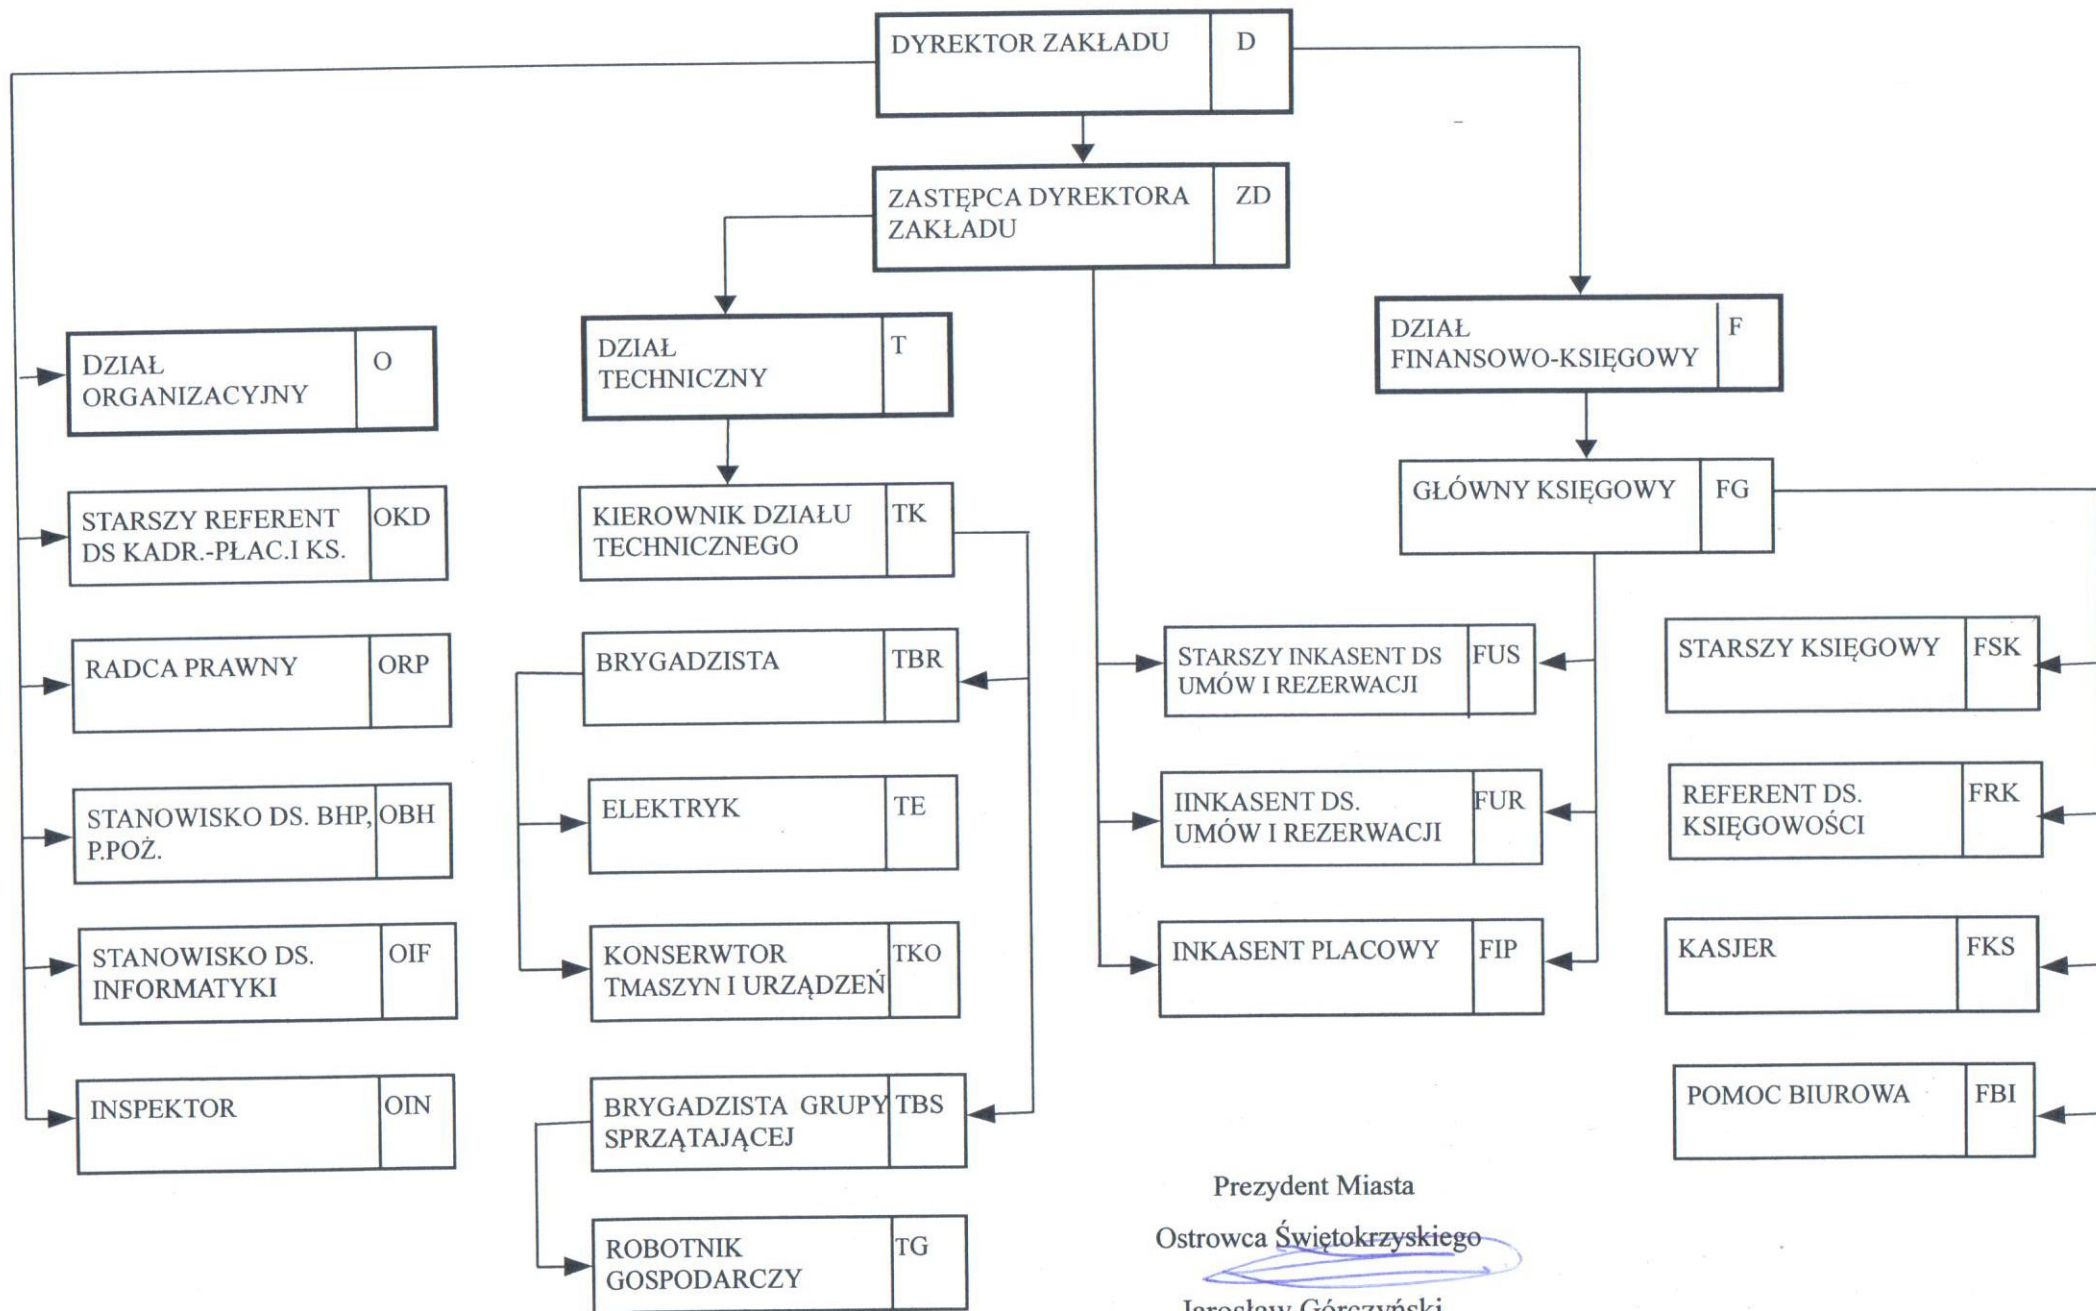 DYREKTOR ZAKŁADU D
ZASTĘPCA DYREKTORA ZD
ZAKŁADU
DZIAŁ O
ORGANIZACYJNY
STARSZY REFERENT OKD
DS KADR.-PŁAC.I KS.
RADCA PRAWNY ORP
STANOWISKO DS. BHP, OBH
P.POŻ.
STANOWISKO DS. OIF
INFORMATYKI
INSPEKTOR OIN
DZIAŁ T
TECHNICZNY
KIEROWNIK DZIAŁU TK
TECHNICZNEGO
BRYGADZISTA TBR
ELEKTRYK TE
KONSERWTOR TKO
TMASZYN I URZĄDZEŃ
BRYGADZISTA GRUPY TBS
SPRZĄTAJĄCEJ
ROBOTNIK TG
GOSPODARCZY
DZIAŁ F
FINANSOWO-KSIĘGOWY
GŁÓWNY KSIĘGOWY FG
STARSZY INKASENT DS FUS
UMÓW I REZERWACJI
IINKASENT DS. FUR
UMÓW I REZERWACJI
INKASENT PLACOWY FIP
STARSZY KSIĘGOWY FSK
REFERENT DS. FRK
KSIĘGOWOŚCI
KASJER FKS
POMOC BIUROWA FBI
Prezydent Miasta
Ostrowca Świętokrzyskiego
Jarosław Górczyński